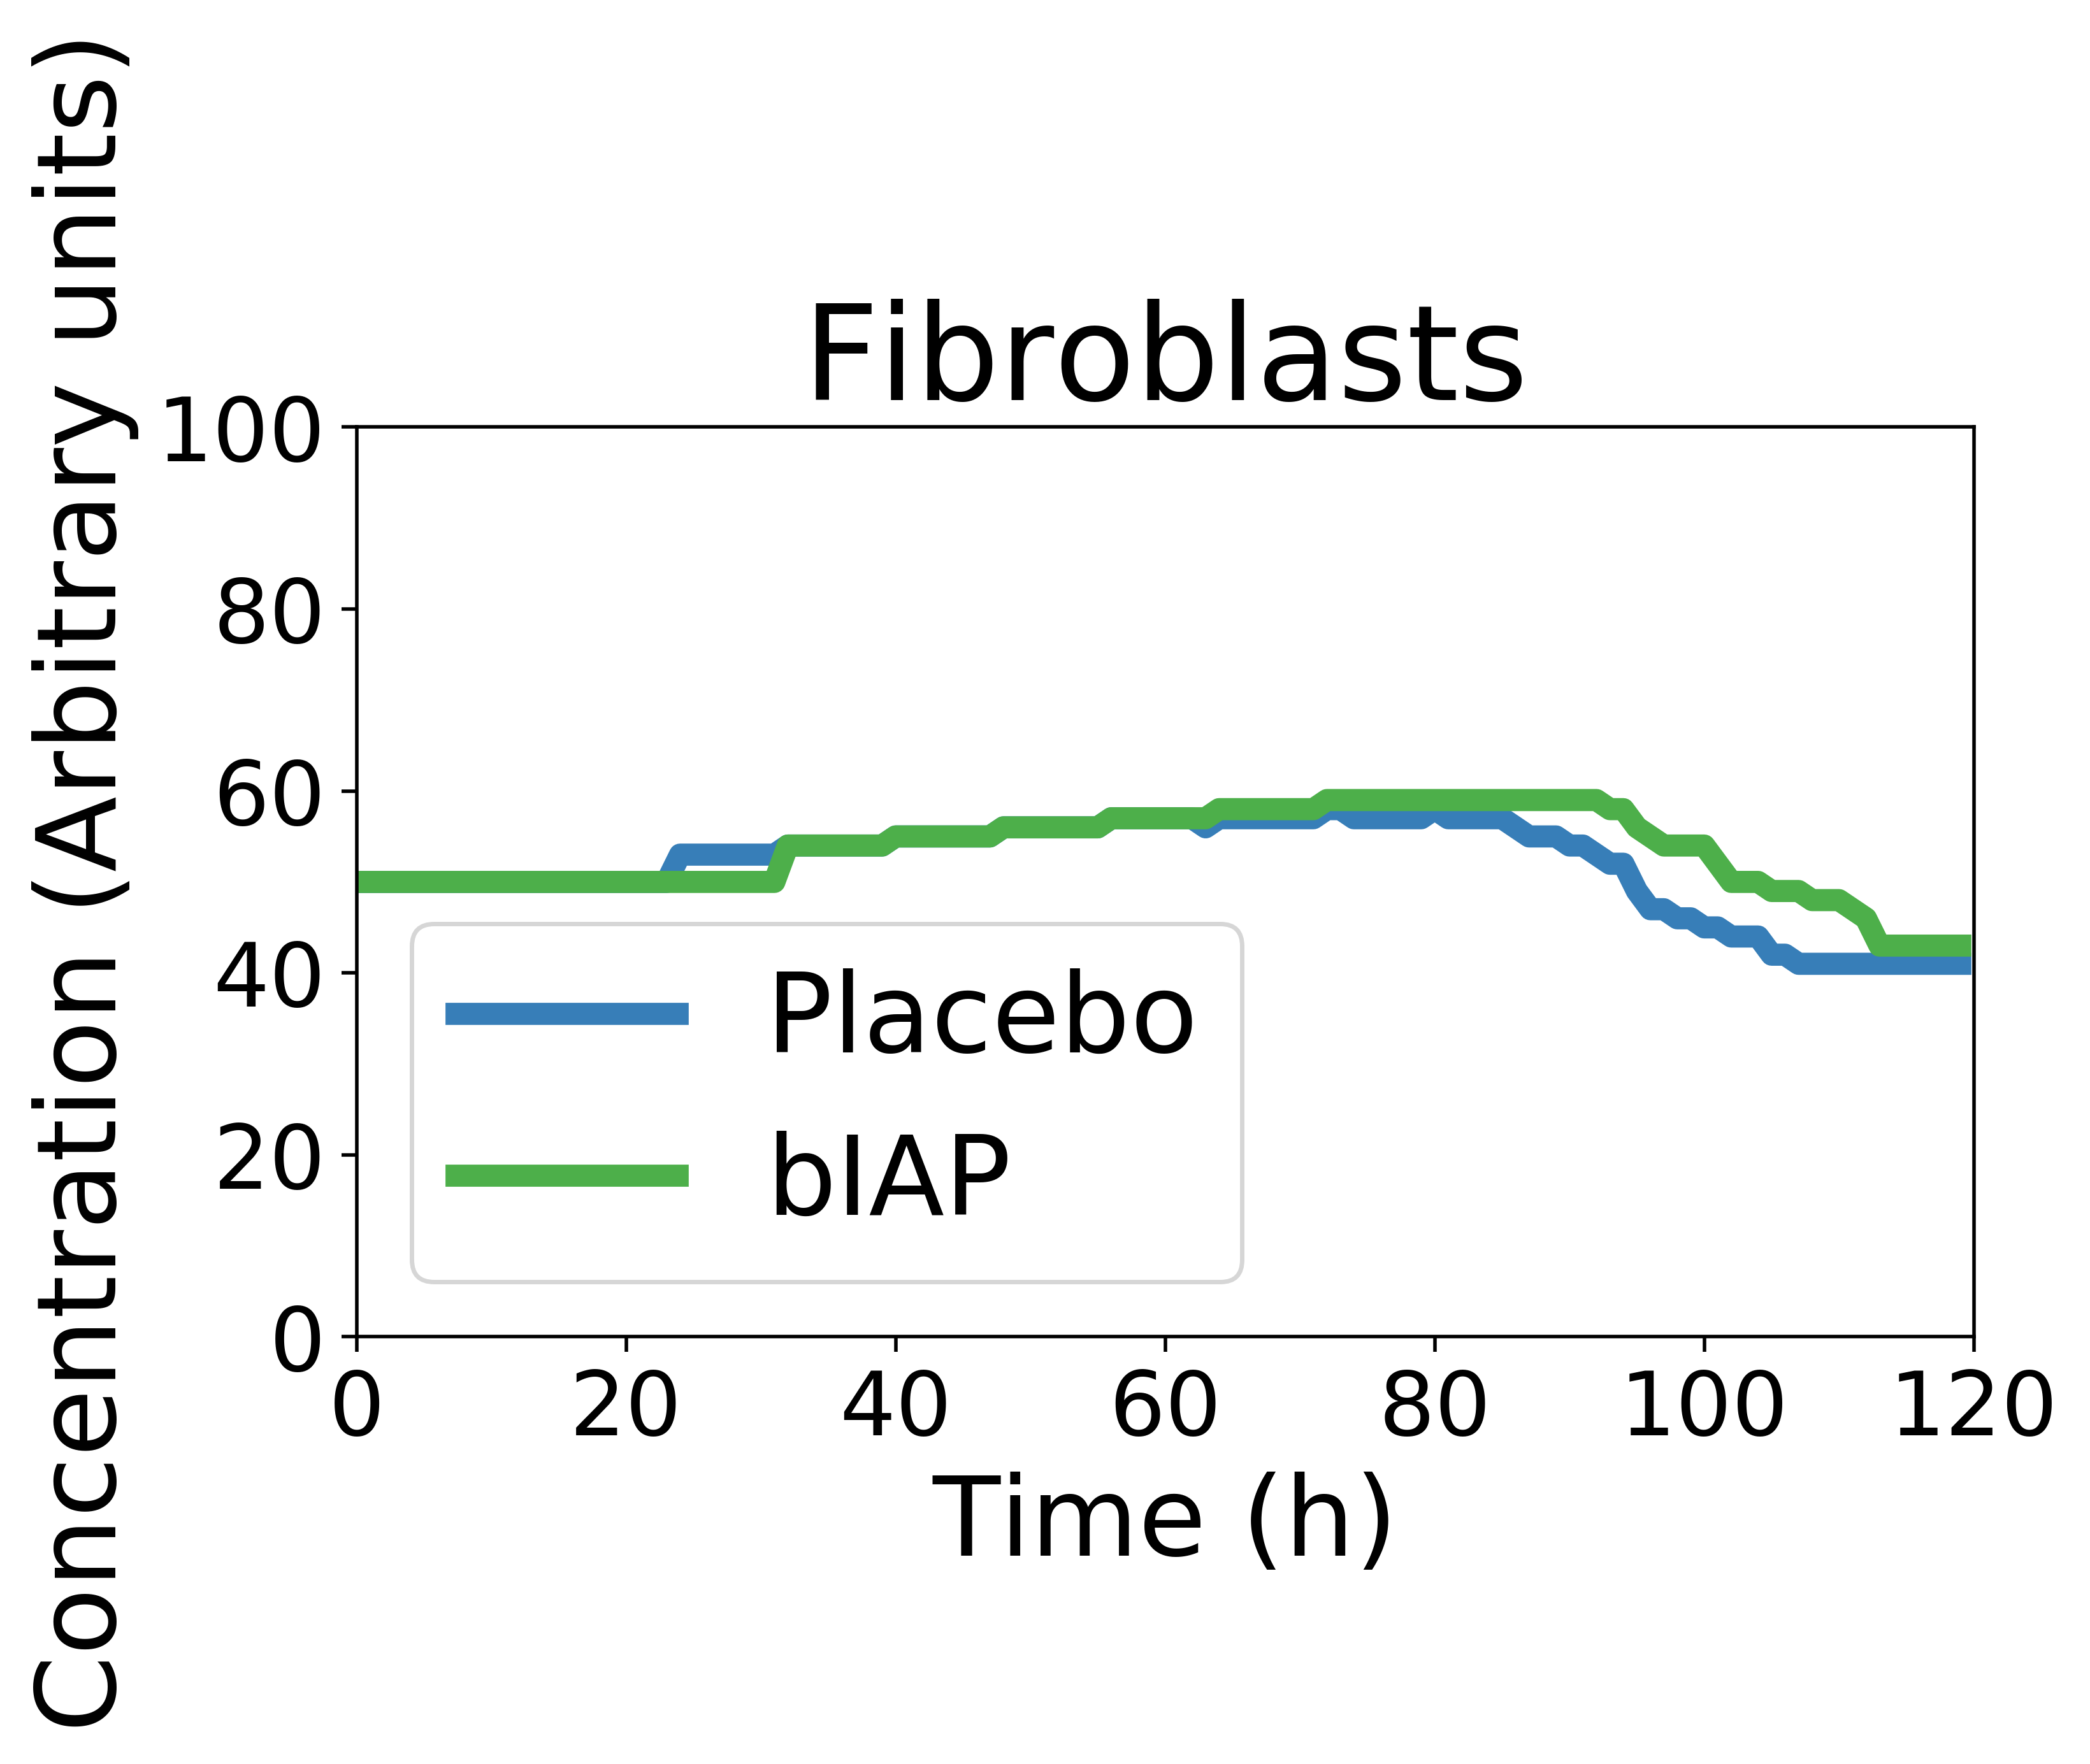 Fibroblasts
Concentration (Arbitrary units)
100
80
60
40
20
0
Placebo
bIAP
0 20 40 60 80 100 120
Time (h)